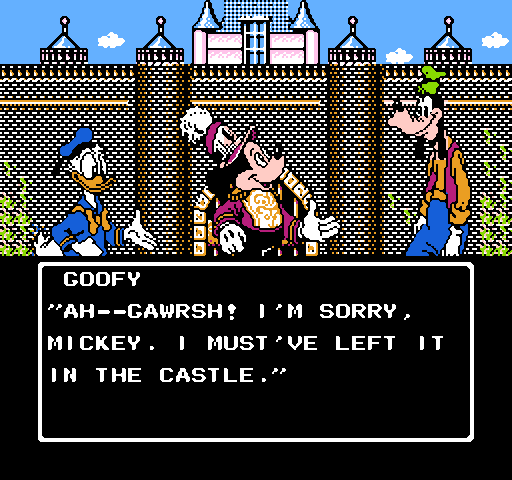 GOOFY
"AH--GAWRSH! I'M SORRY,
MICKEY. I MUST'VE LEFT IT
IN THE CASTLE."